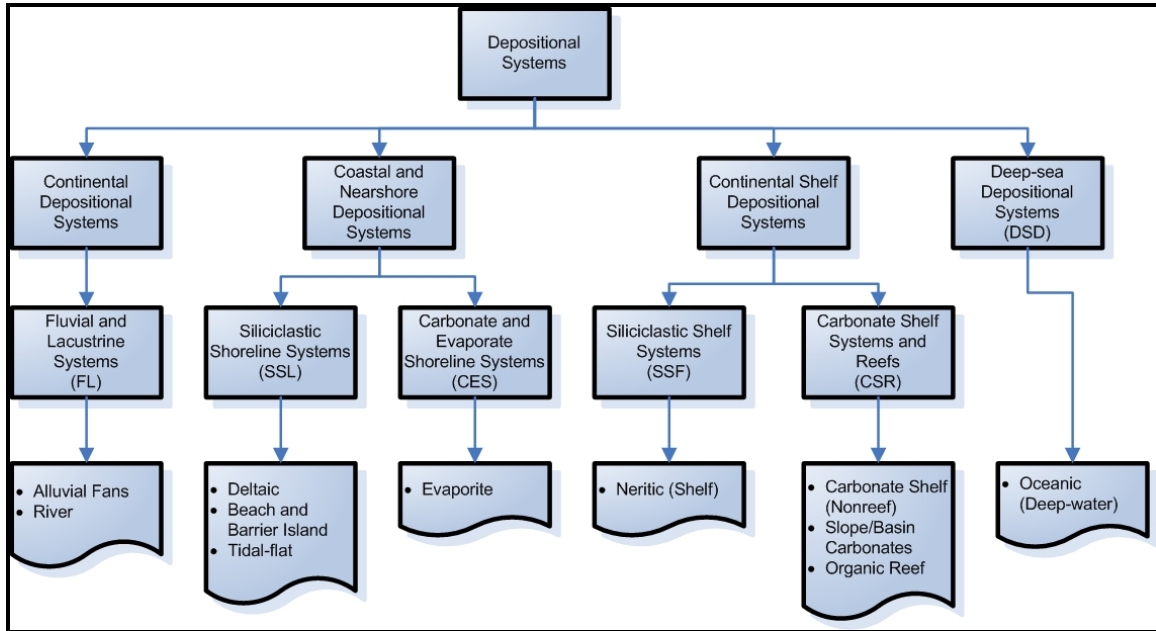 Depositional
Systems
Continental
Depositional
Systems
Coastal and
Nearshore
Depositional
Systems
Continental Shelf
Depositional
Systems
Deep-sea
Depositional
Systems
(DSD)
Fluvial and
Lacustrine
Systems
(FL)
Siliciclastic
Shoreline Systems
(SSL)
Carbonate and
Evaporate
Shoreline Systems
(CES)
Siliciclastic Shelf
Systems
(SSF)
Carbonate Shelf
Systems and
Reefs
(CSR)
• Alluvial Fans
• River
• Deltaic
• Beach and
Barrier Island
• Tidal-flat
• Evaporite
• Neritic (Shelf)
• Carbonate Shelf
(Nonreef)
• Slope/Basin
Carbonates
• Organic Reef
• Oceanic
(Deep-water)